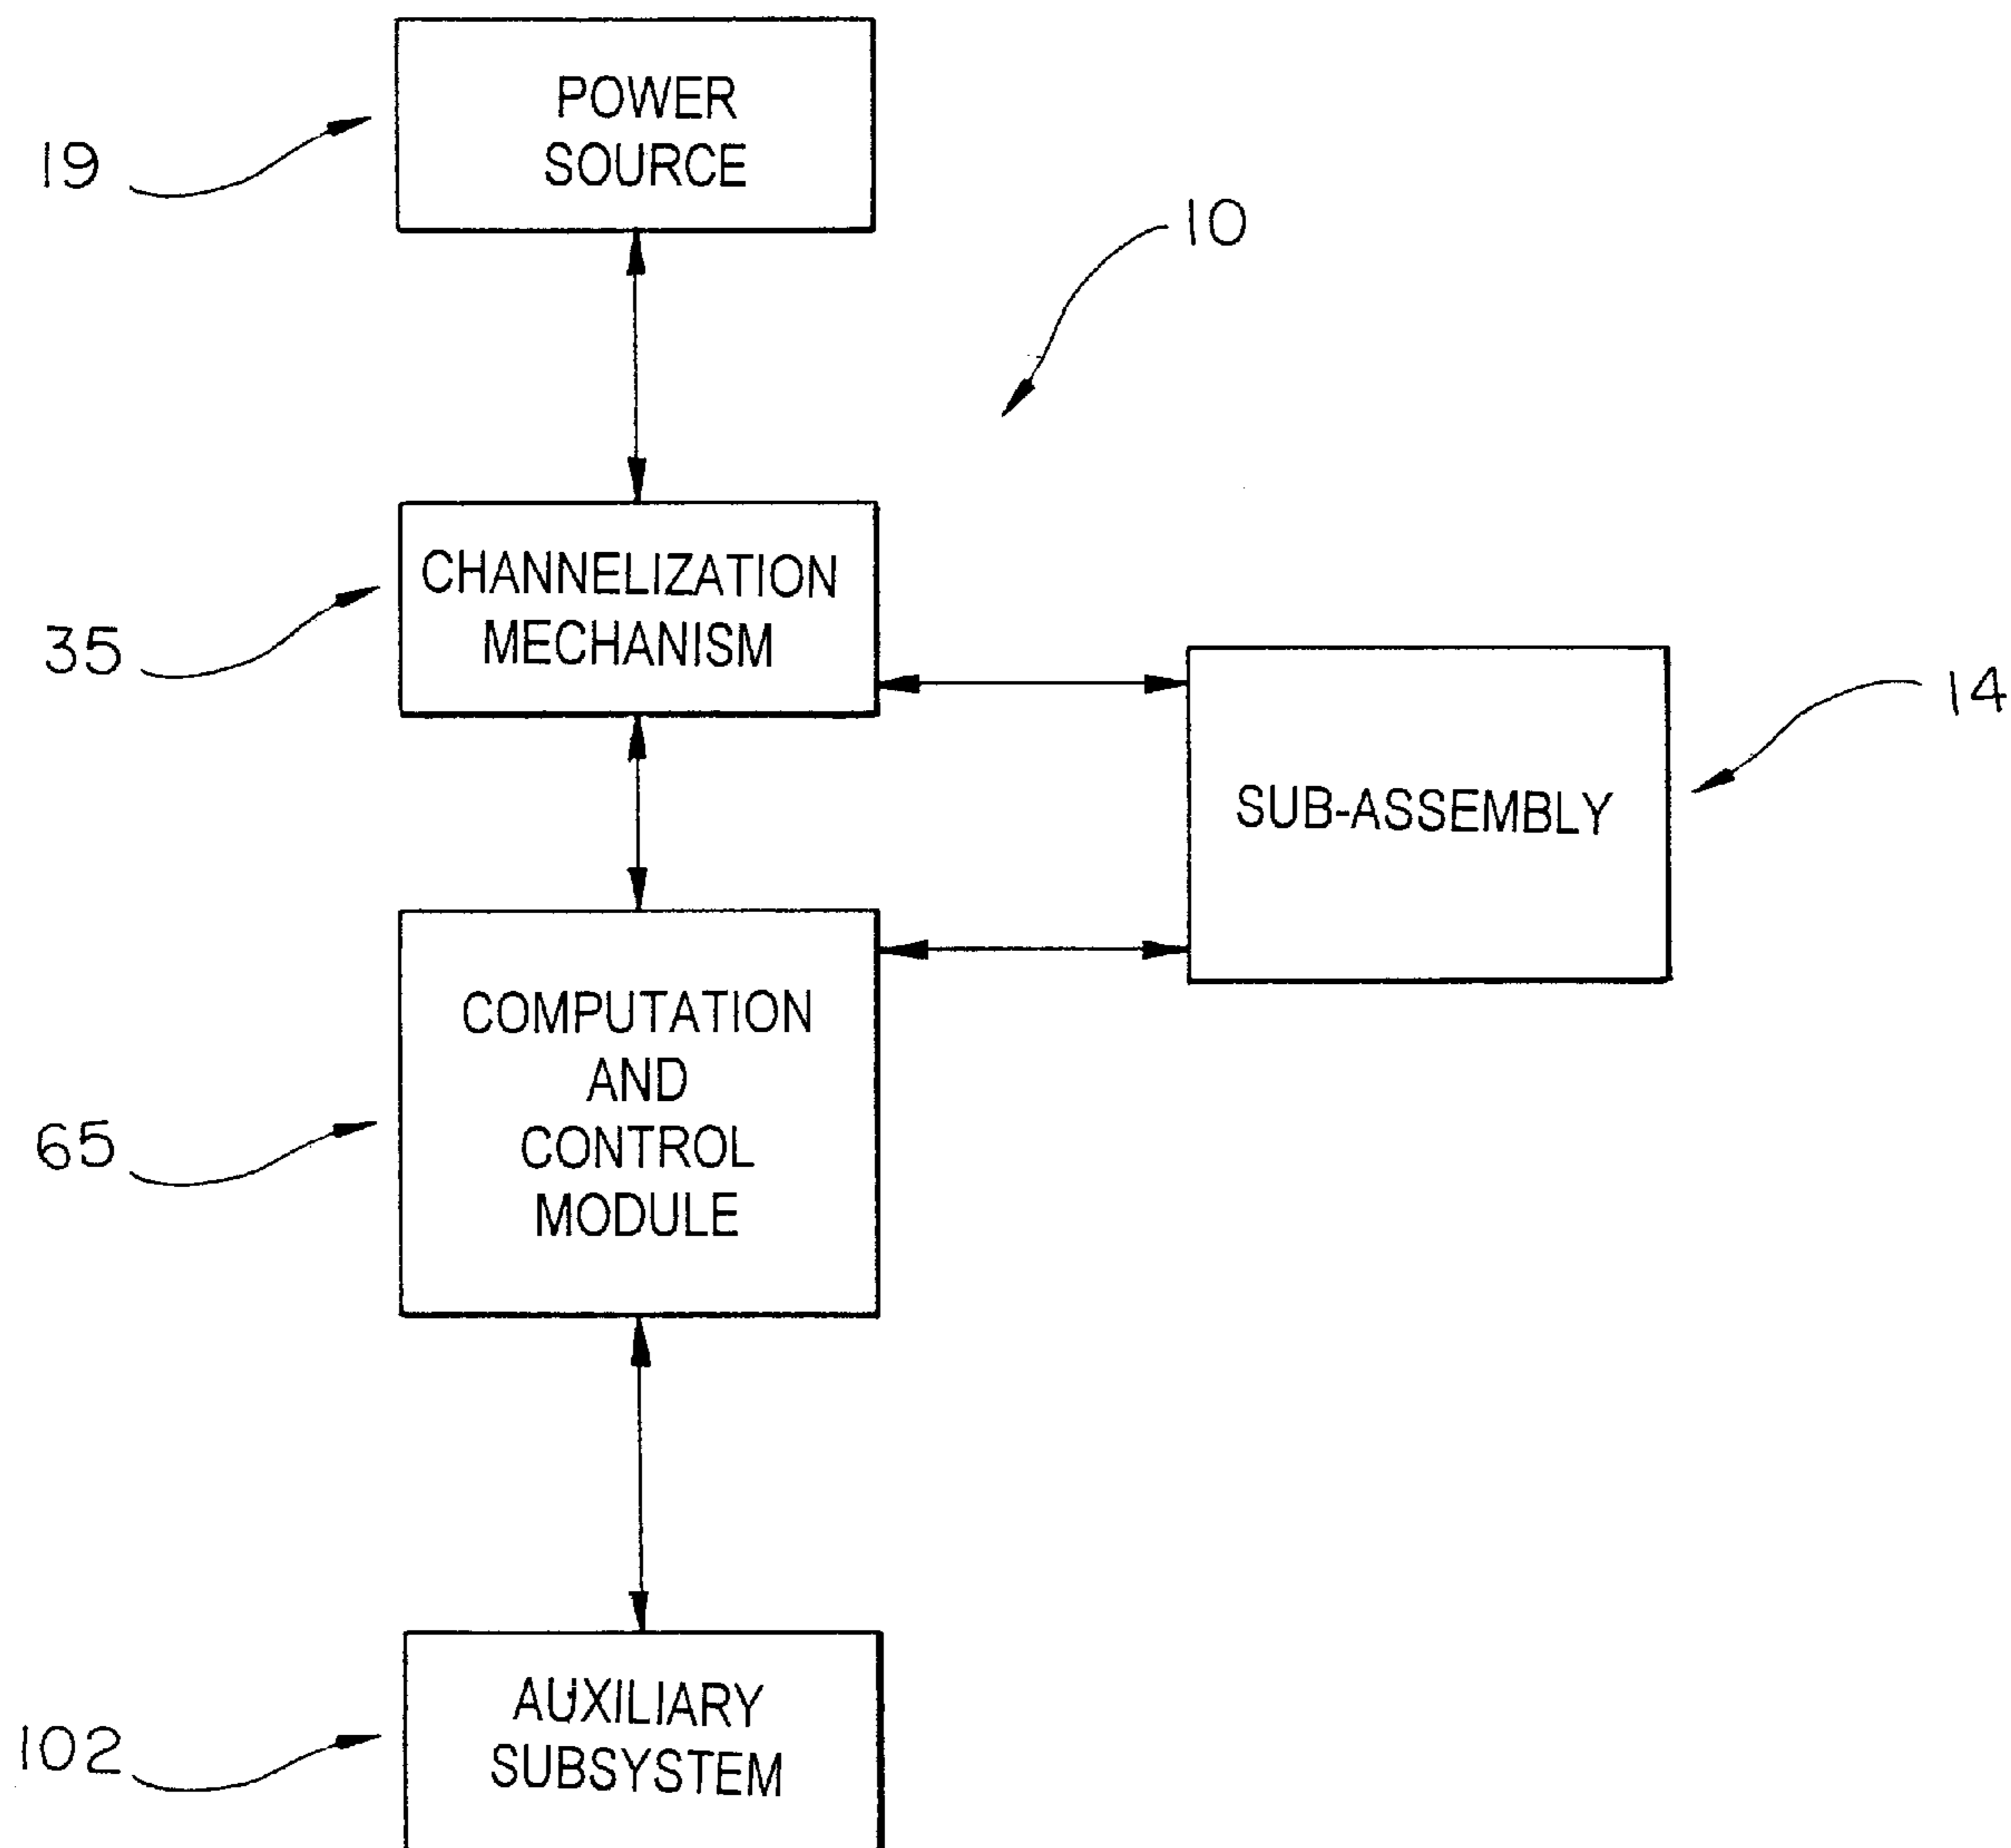 POWER
SOURCE
19
10
CHANNELIZATION
MECHANISM
35
14
SUB-ASSEMBLY
COMPUTATION
AND
CONTROL
MODULE
65
AUXILIARY
SUBSYSTEM
102